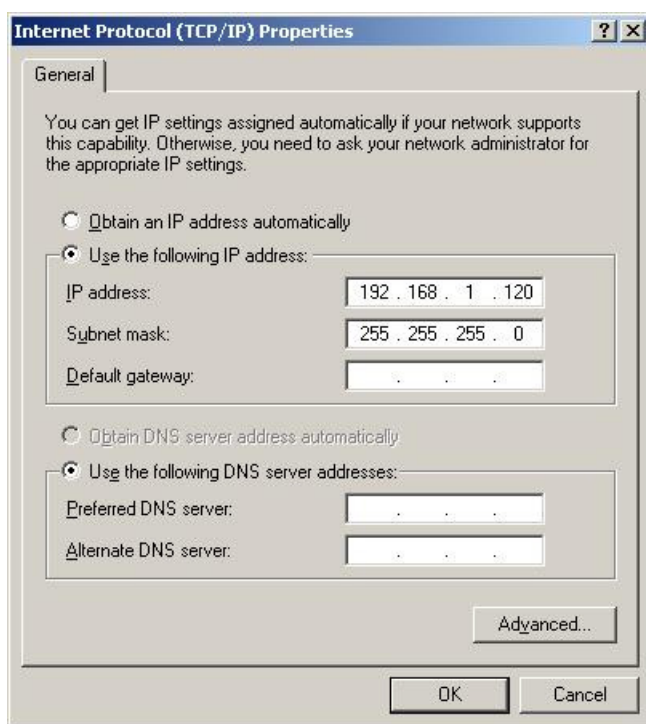 Internet Protocol (TCP/IP) Properties
General
You can get IP settings assigned automatically if your network supports
this capability. Otherwise, you need to ask your network administrator for
the appropriate IP settings.
Obtain an IP address automatically
Use the following IP address:
IP address: 192 . 168 . 1 . 120
Subnet mask: 255 . 255 . 255 . 0
Default gateway: . . .
Obtain DNS server address automatically
Use the following DNS server addresses:
Preferred DNS server: . . .
Alternate DNS server: . . .
Advanced...
OK Cancel